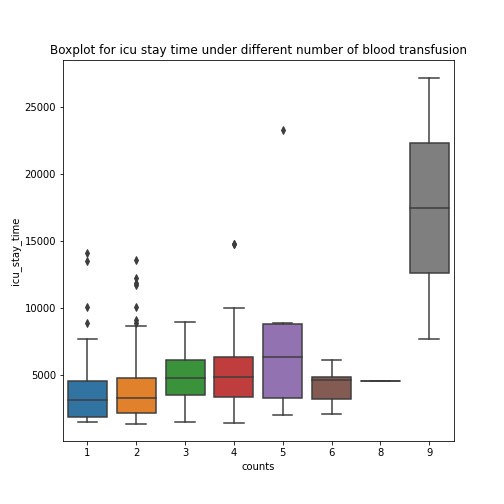 Boxplot for icu stay time under different number of blood transfusion
25000
20000
15000
10000
5000
icu_stay_time
1 2 3 4 5 6 8 9
counts